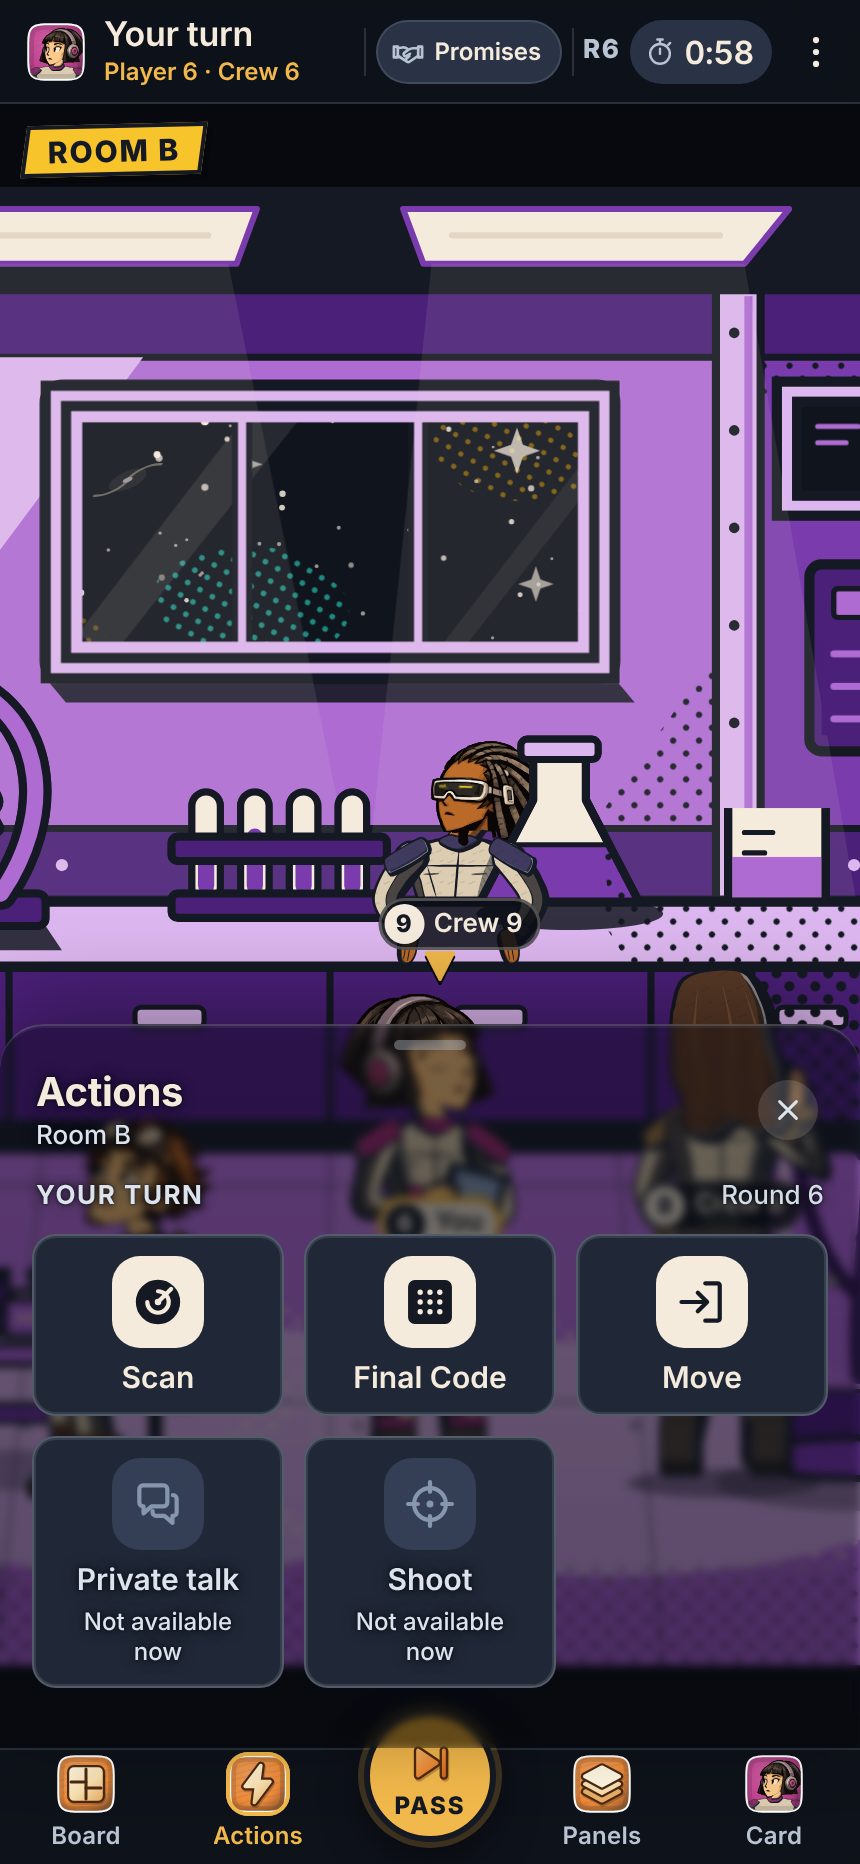 Your turn
Player 6 · Crew 6
Promises
R6
0:58
ROOM B
9 Crew 9
Actions
Room B
YOUR TURN
Round 6
Scan
Final Code
Move
Private talk
Not available
now
Shoot
Not available
now
PASS
Board
Actions
Panels
Card